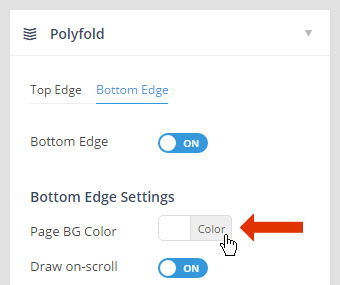 Polyfold
Top Edge Bottom Edge
Bottom Edge ON
Bottom Edge Settings
Page BG Color Color
Draw on-scroll ON